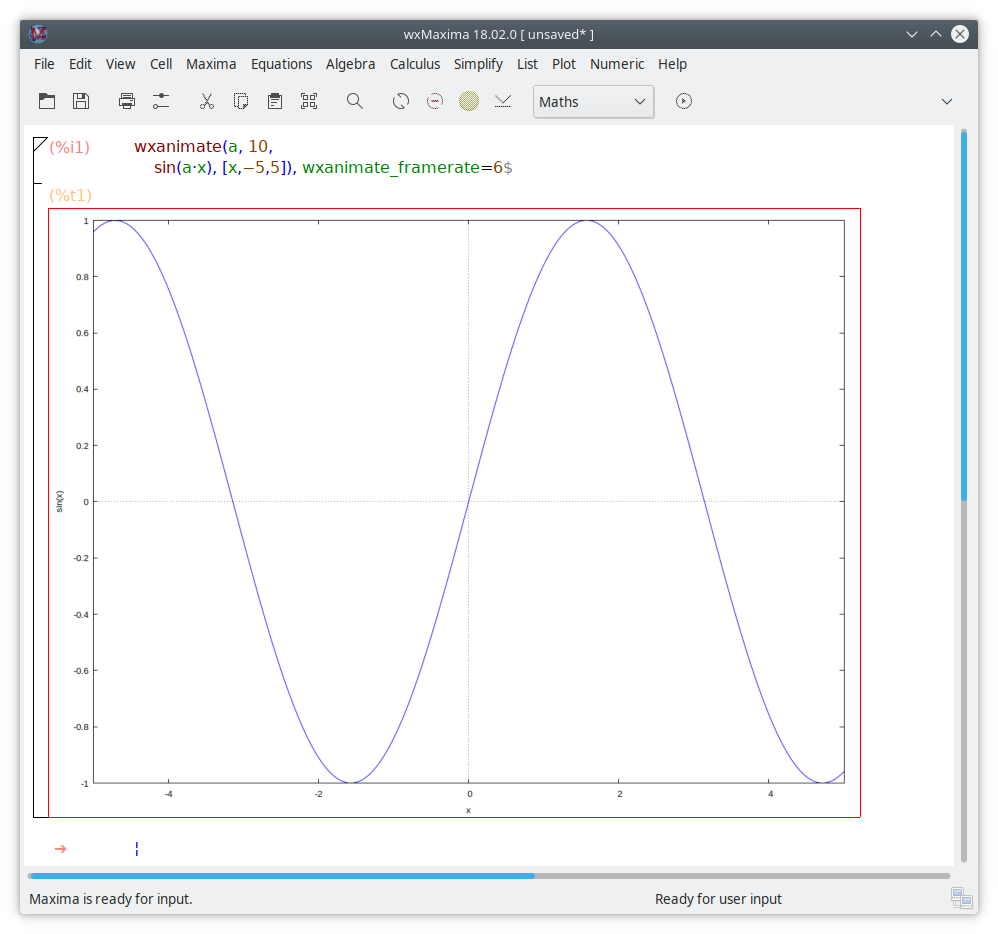 wxMaxima 18.02.0 [ unsaved* ]
File Edit View Cell Maxima Equations Algebra Calculus Simplify List Plot Numeric Help
Maths
(%i1) wxanimate(a, 10,
sin(a·x), [x,−5,5]), wxanimate_framerate=6$
(%t1)
1
0.8
0.6
0.4
0.2
0
-0.2
-0.4
-0.6
-0.8
-1
sin(x)
-4 -2 0 2 4
x
Maxima is ready for input. Ready for user input